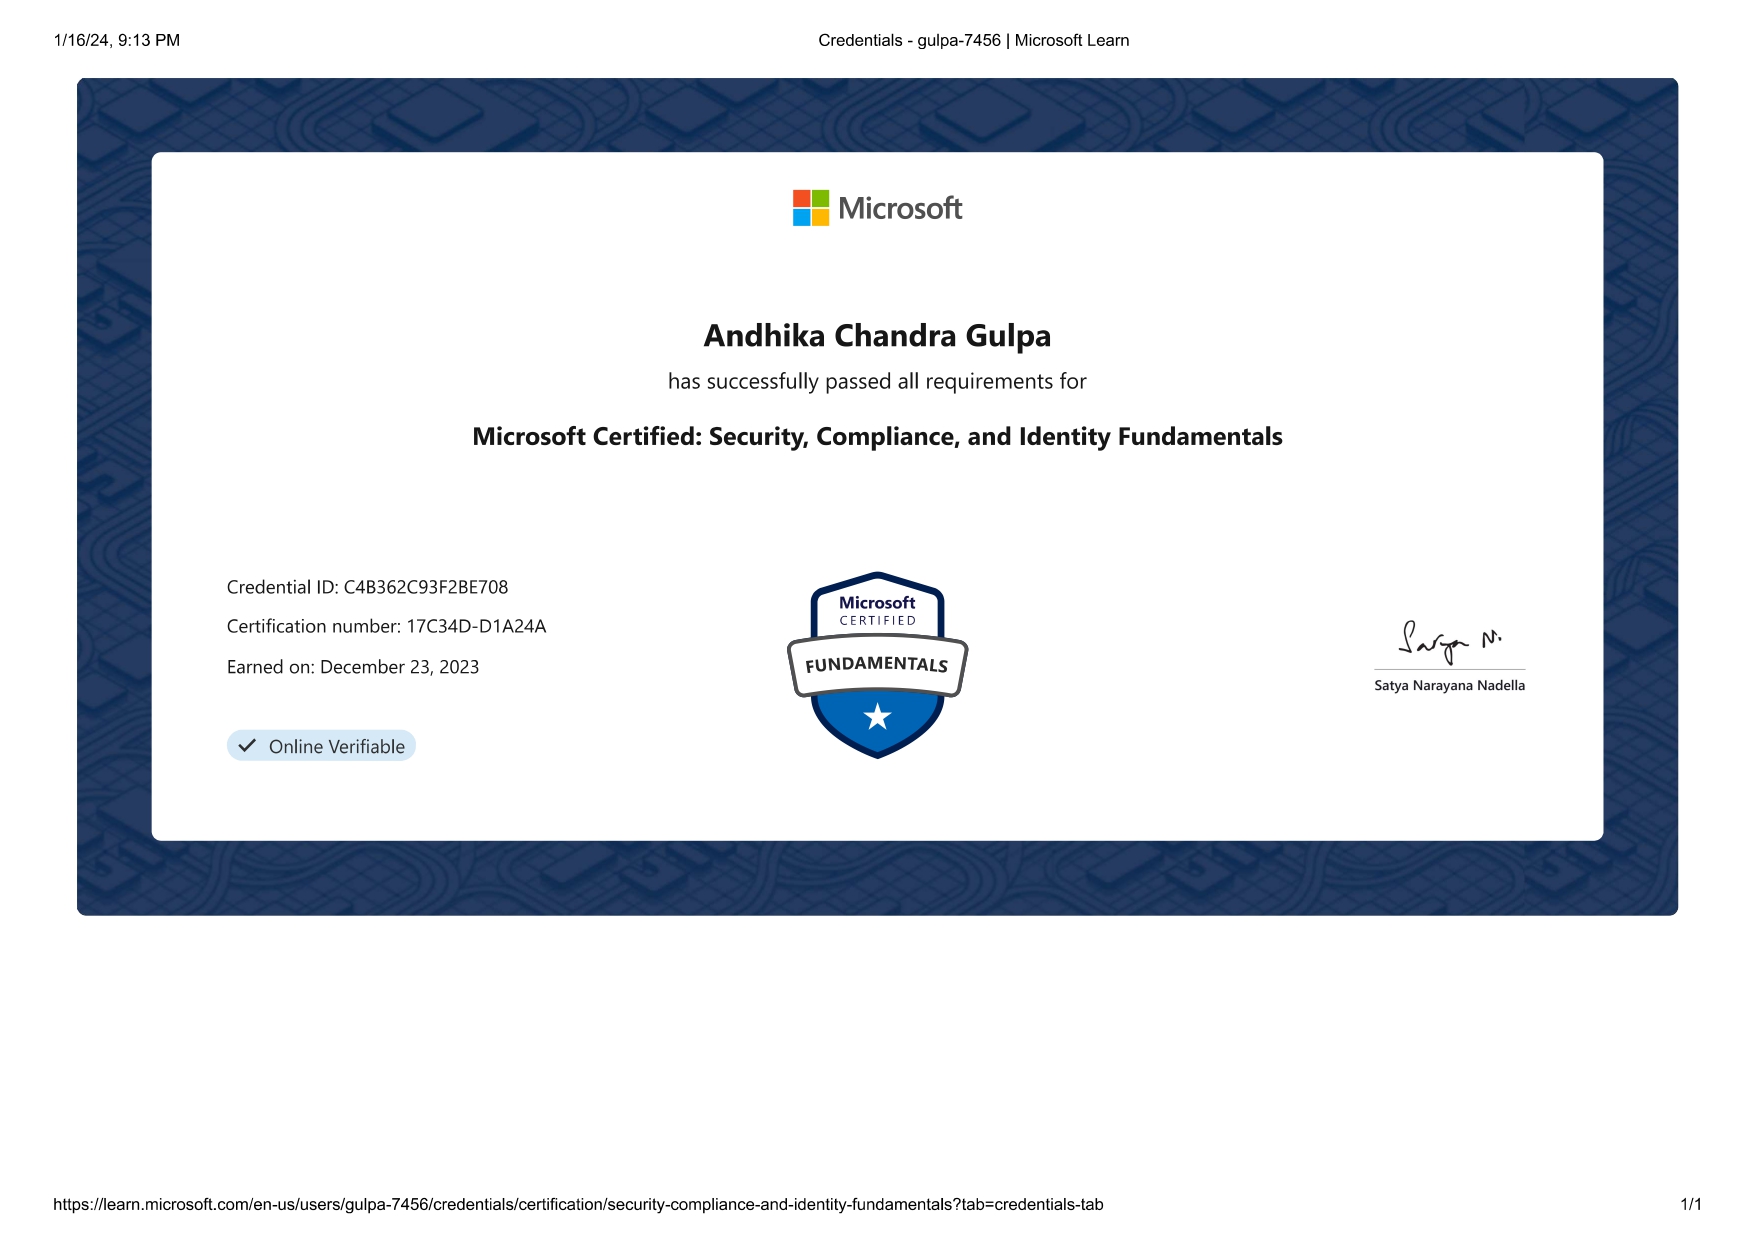 1/16/24, 9:13 PM
Credentials - gulpa-7456 | Microsoft Learn
Microsoft
Andhika Chandra Gulpa
has successfully passed all requirements for
Microsoft Certified: Security, Compliance, and Identity Fundamentals
Credential ID: C4B362C93F2BE708
Certification number: 17C34D-D1A24A
Earned on: December 23, 2023
Online Verifiable
Microsoft
CERTIFIED
FUNDAMENTALS
Satya N.
Satya Narayana Nadella
https://learn.microsoft.com/en-us/users/gulpa-7456/credentials/certification/security-compliance-and-identity-fundamentals?tab=credentials-tab
1/1